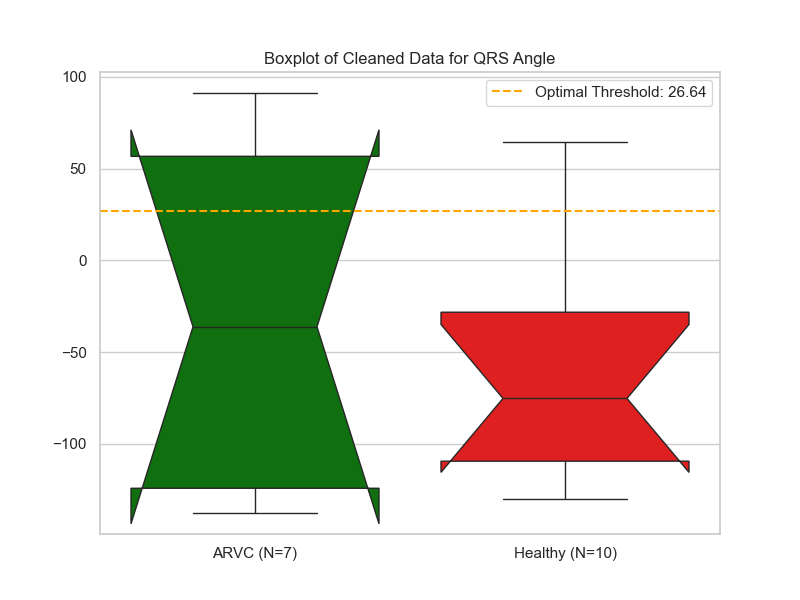 Boxplot of Cleaned Data for QRS Angle
Optimal Threshold: 26.64
100
50
0
−50
−100
ARVC (N=7)
Healthy (N=10)